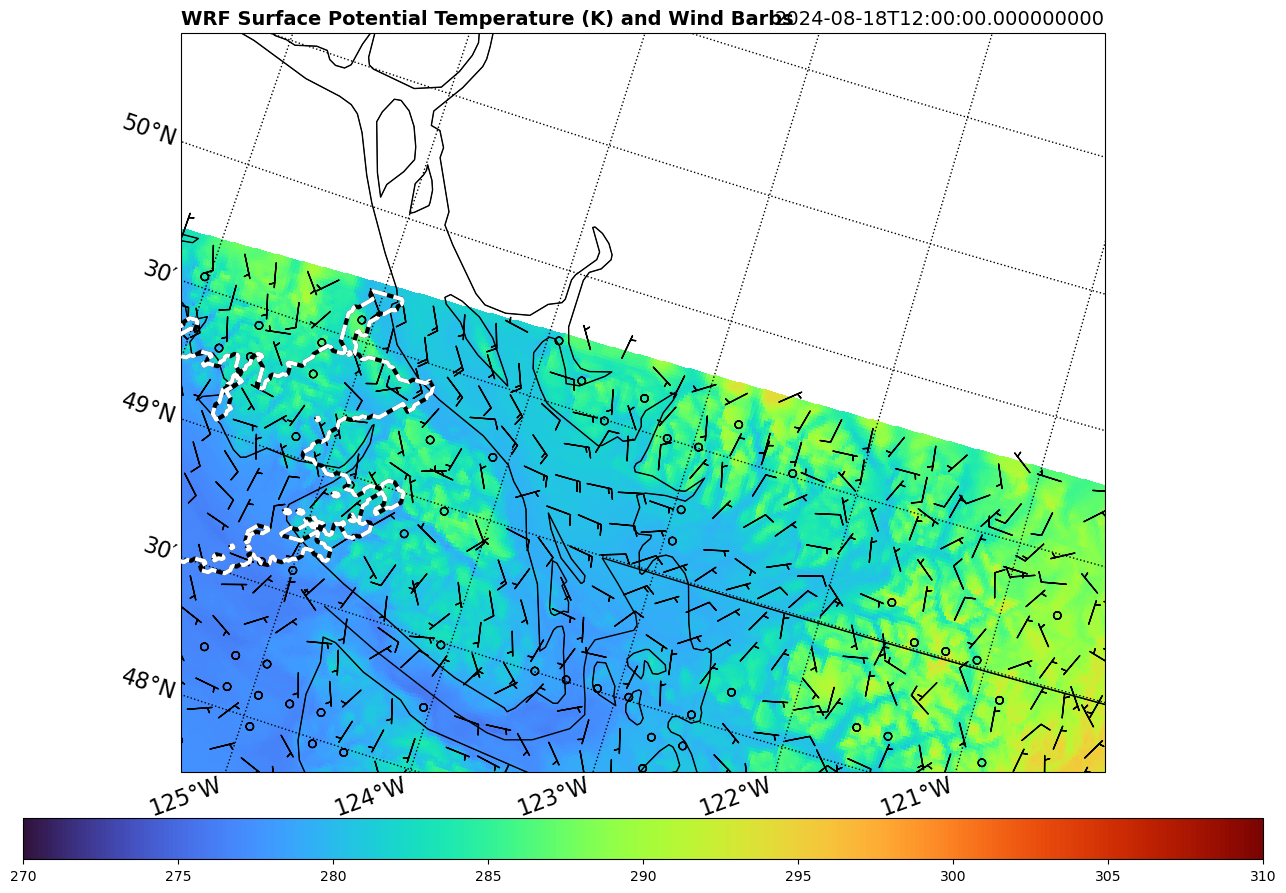 WRF Surface Potential Temperature (K) and Wind Barbs 2024-08-18T12:00:00.000000000
50°N
30′
49°N
30′
48°N
125°W 124°W 123°W 122°W 121°W
270 275 280 285 290 295 300 305 310